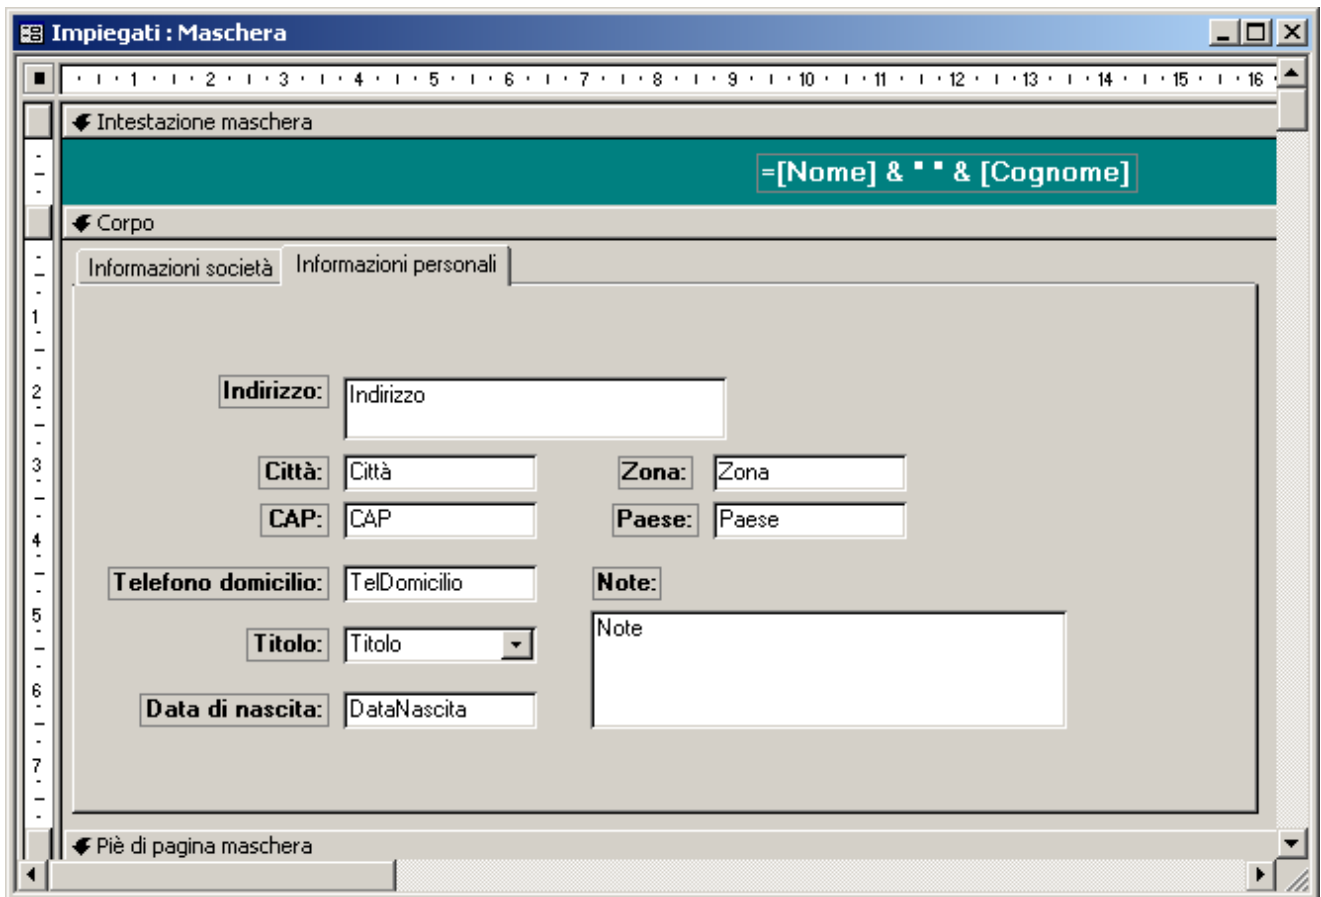 Impiegati : Maschera
1 2 3 4 5 6 7 8 9 10 11 12 13 14 15 16
Intestazione maschera
=[Nome] & " " & [Cognome]
Corpo
Informazioni società Informazioni personali
1
Indirizzo: Indirizzo
2
3
Città: Città Zona: Zona
CAP: CAP Paese: Paese
4
Telefono domicilio: TelDomicilio Note:
5
Titolo: Titolo Note
6
Data di nascita: DataNascita
7
Piè di pagina maschera